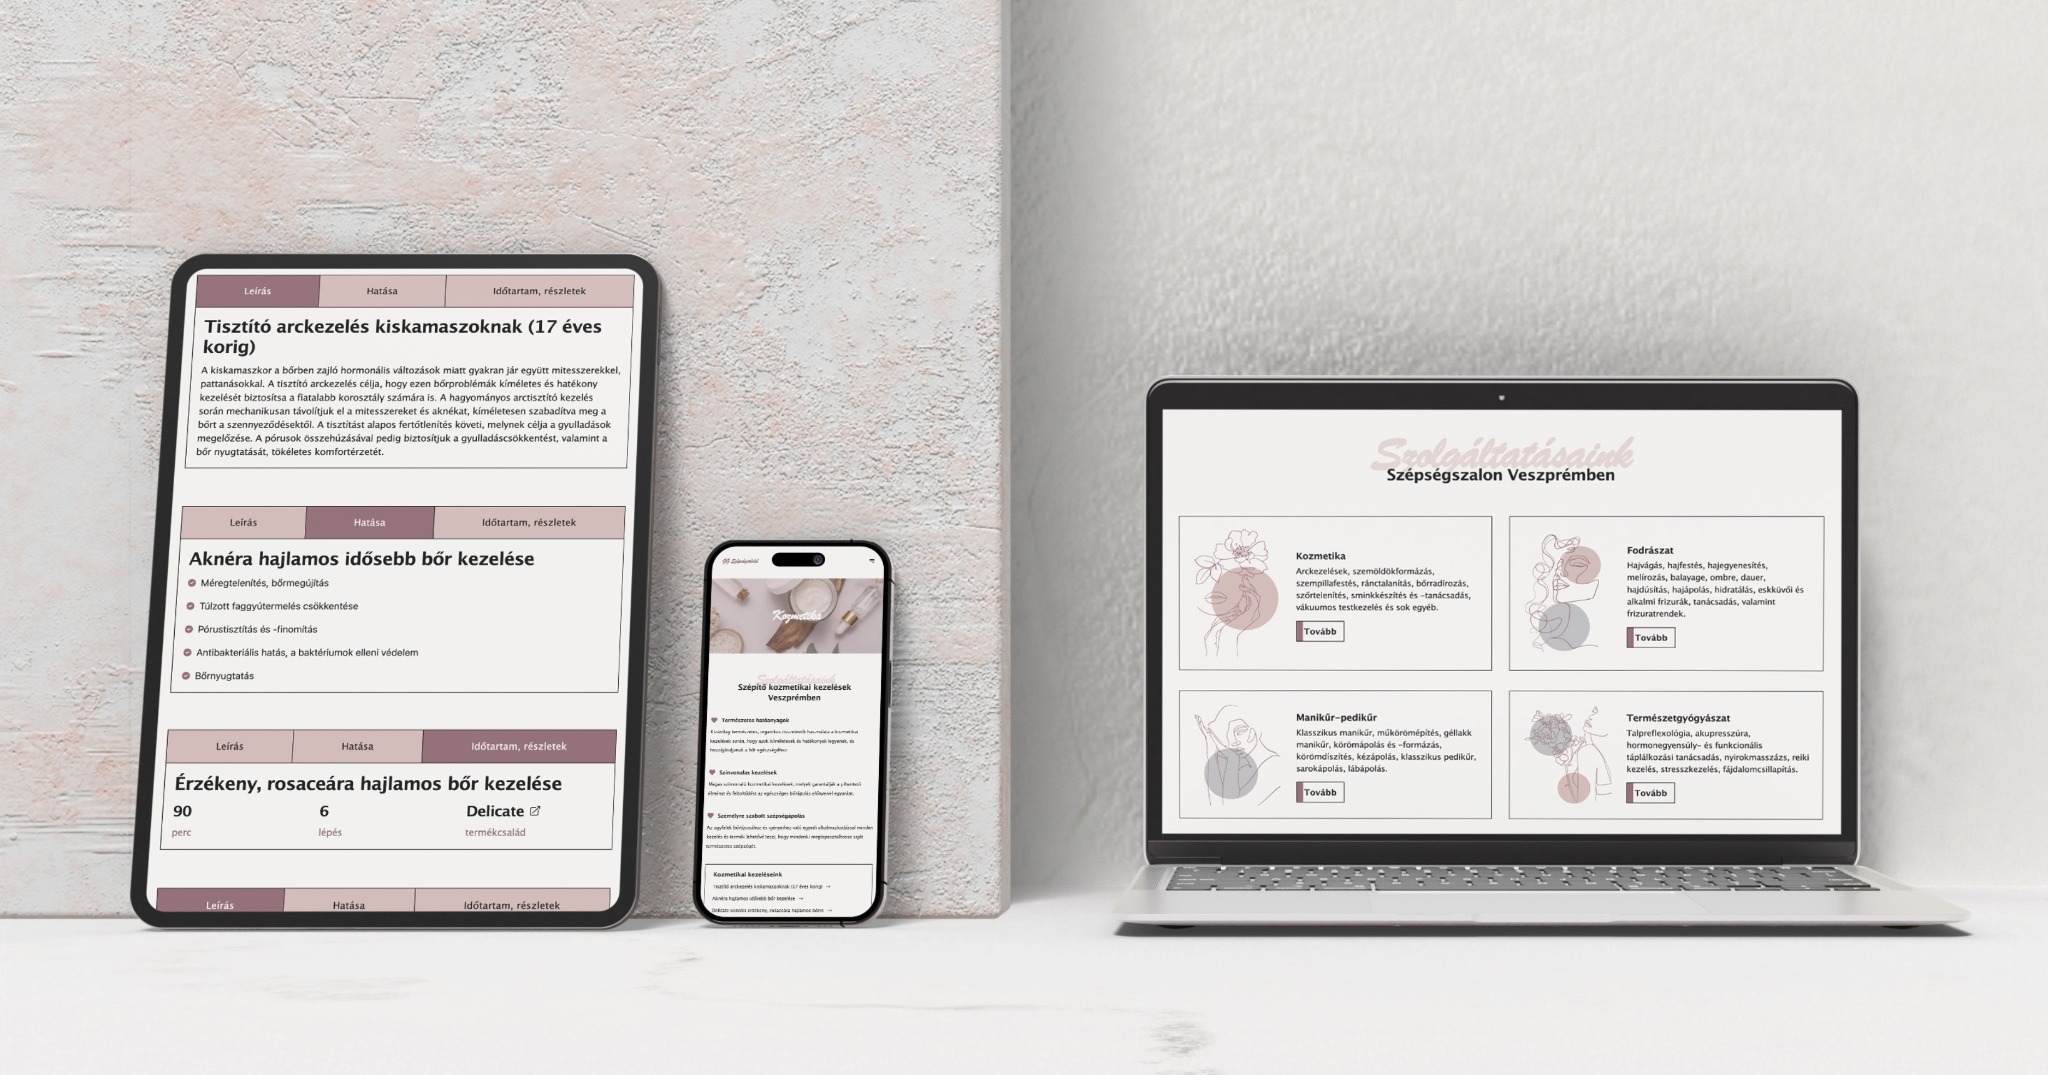 Leírás
Hatása
Időtartam, részletek
Tisztító arckezelés kiskamaszoknak (17 éves
korig)
A kiskamaszkor a bőrben zajló hormonális változások miatt gyakran jár együtt mitesszerekkel,
pattanásokkal. A tisztító arckezelés célja, hogy ezen bőrproblémák kíméletes és hatékony
kezelését biztosítsa a fiatalabb korosztály számára is. A hagyományos arctisztító kezelés
során mechanikusan távolítjuk el a mitesszereket és aknékat, kíméletesen szabadítva meg a
bőrt a szennyeződésektől. A tisztítást alapos fertőtlenítés követi, melynek célja a gyulladások
megelőzése. A pórusok összehúzásával pedig biztosítjuk a gyulladáscsökkentést, valamint a
bőr nyugtatását, tökéletes komfortérzetét.
Leírás
Hatása
Időtartam, részletek
Aknéra hajlamos idősebb bőr kezelése
Méregtelenítés, bőrmegújítás
Túlzott faggyútermelés csökkentése
Pórustisztítás és -finomítás
Antibakteriális hatás, a baktériumok elleni védelem
Bőrnyugtatás
Leírás
Hatása
Időtartam, részletek
Érzékeny, rosaceára hajlamos bőr kezelése
90
6
Delicate
perc
lépés
termékcsalád
Leírás
Hatása
Időtartam, részletek
Kozmetika
Szolgáltatásaink
Szépítő kozmetikai kezelések
Veszprémben
Természetes hatóanyagok
Színvonalas kezelések
Személyre szabott szépségápolás
Kozmetikai kezeléseink
Tisztító arckezelés kiskamaszoknak (17 éves korig) →
Aknéra hajlamos idősebb bőr kezelése →
Szolgáltatásaink
Szépségszalon Veszprémben
Kozmetika
Arckezelések, szemöldökformázás,
szempillafestés, ránctalanítás, bőrradírozás,
szőrtelenítés, sminkkészítés és -tanácsadás,
vákuumos testkezelés és sok egyéb.
Tovább
Fodrászat
Hajvágás, hajfestés, hajegyenesítés,
melírozás, balayage, ombre, dauer,
hajdúsítás, hajápolás, hidratálás, esküvői és
alkalmi frizurák, tanácsadás, valamint
frizuratrendek.
Tovább
Manikűr-pedikűr
Klasszikus manikűr, műkörömépítés, géllakk
manikűr, körömápolás és -formázás,
körömdíszítés, kézápolás, klasszikus pedikűr,
sarokápolás, lábápolás.
Tovább
Természetgyógyászat
Talpreflexológia, akupresszúra,
hormonegyensúly- és funkcionális
táplálkozási tanácsadás, nyirokmasszázs, reiki
kezelés, stresszkezelés, fájdalomcsillapítás.
Tovább